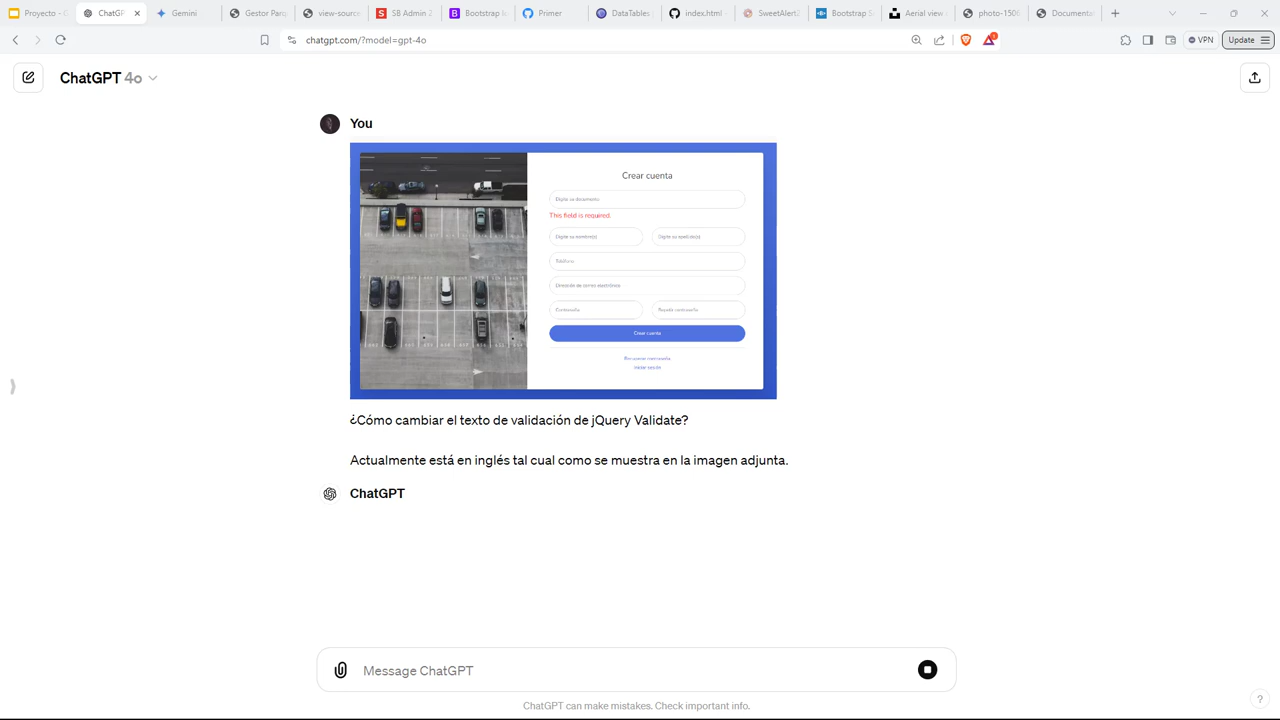 Proyecto - G
ChatGP
Gemini
Gestor Parq
view-source
SB Admin 2
Bootstrap Ic
Primer
DataTables
index.html -
SweetAlert2
Bootstrap S
Aerial view
photo-1506
Documenta
chatgpt.com/?model=gpt-4o
VPN
Update
ChatGPT 4o
You
Crear cuenta
Digite su documento
This field is required.
Digite su nombre(s)
Digite su apellido(s)
Teléfono
Dirección de correo electrónico
Contraseña
Repetir contraseña
Crear cuenta
Recuperar contraseña
Iniciar sesión
¿Cómo cambiar el texto de validación de jQuery Validate?
Actualmente está en inglés tal cual como se muestra en la imagen adjunta.
ChatGPT
Message ChatGPT
ChatGPT can make mistakes. Check important info.
?